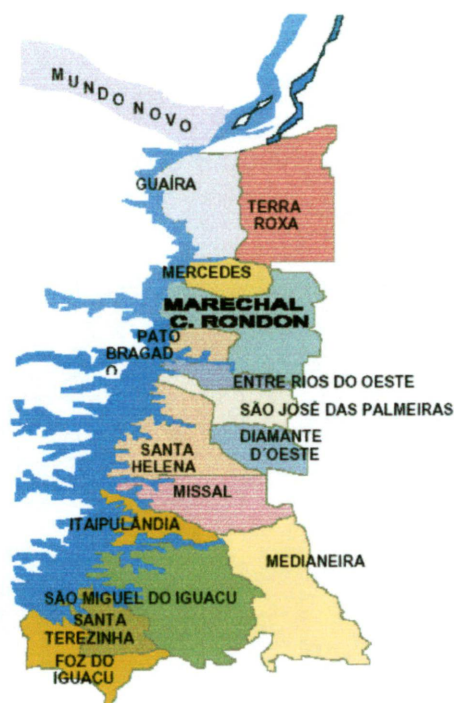 MUNDO NOVO
GUAÍRA
TERRA
ROXA
MERCEDES
MARECHAL
C. RONDON
PATO
BRAGAD
O
ENTRE RIOS DO OESTE
SÃO JOSÉ DAS PALMEIRAS
DIAMANTE
D´OESTE
SANTA
HELENA
MISSAL
ITAIPULÂNDIA
MEDIANEIRA
SÃO MIGUEL DO IGUACU
SANTA
TEREZINHA
FOZ DO
IGUACU